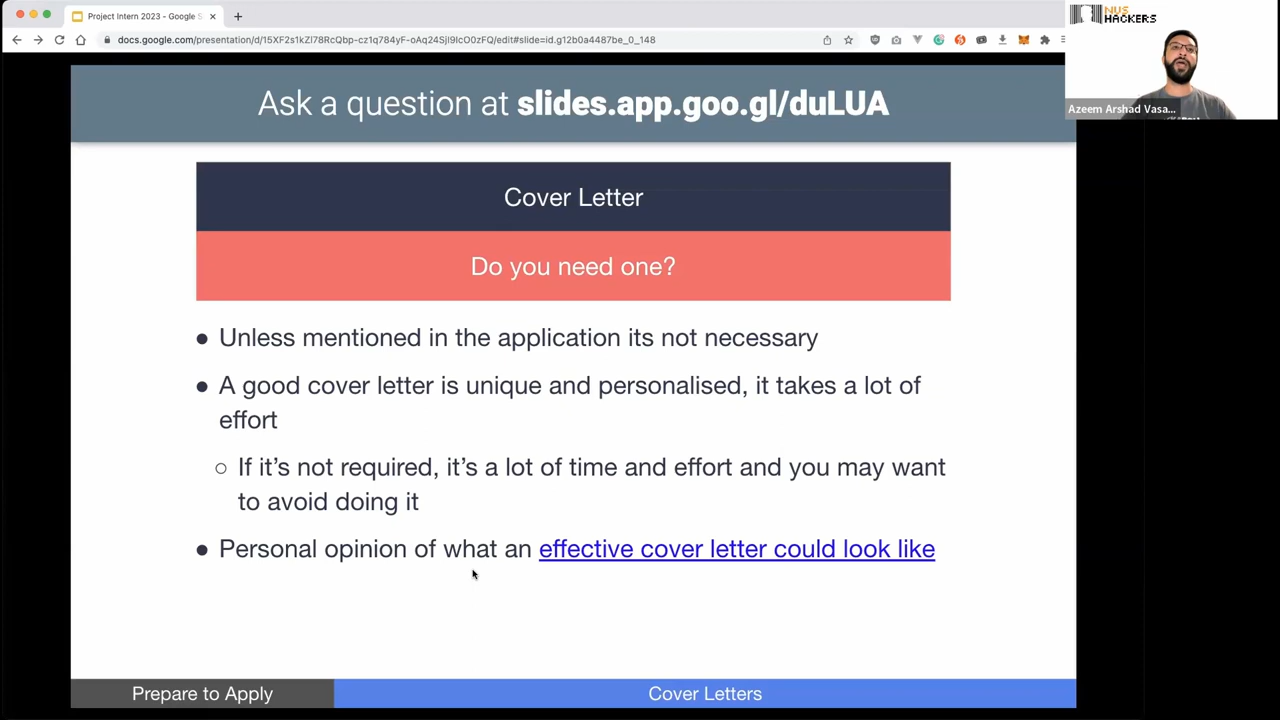 Project Intern 2023 - Google S
docs.google.com/presentation/d/15XF2s1kZl78RcQbp-cz1q784yF-oAq24SjI9IcO0zFQ/edit#slide=id.g12b0a4487be_0_148
NUS
HACKERS
Azeem Arshad Vasa...
Ask a question at slides.app.goo.gl/duLUA
Cover Letter
Do you need one?
● Unless mentioned in the application its not necessary
● A good cover letter is unique and personalised, it takes a lot of
effort
○ If it's not required, it's a lot of time and effort and you may want
to avoid doing it
● Personal opinion of what an effective cover letter could look like
Prepare to Apply
Cover Letters